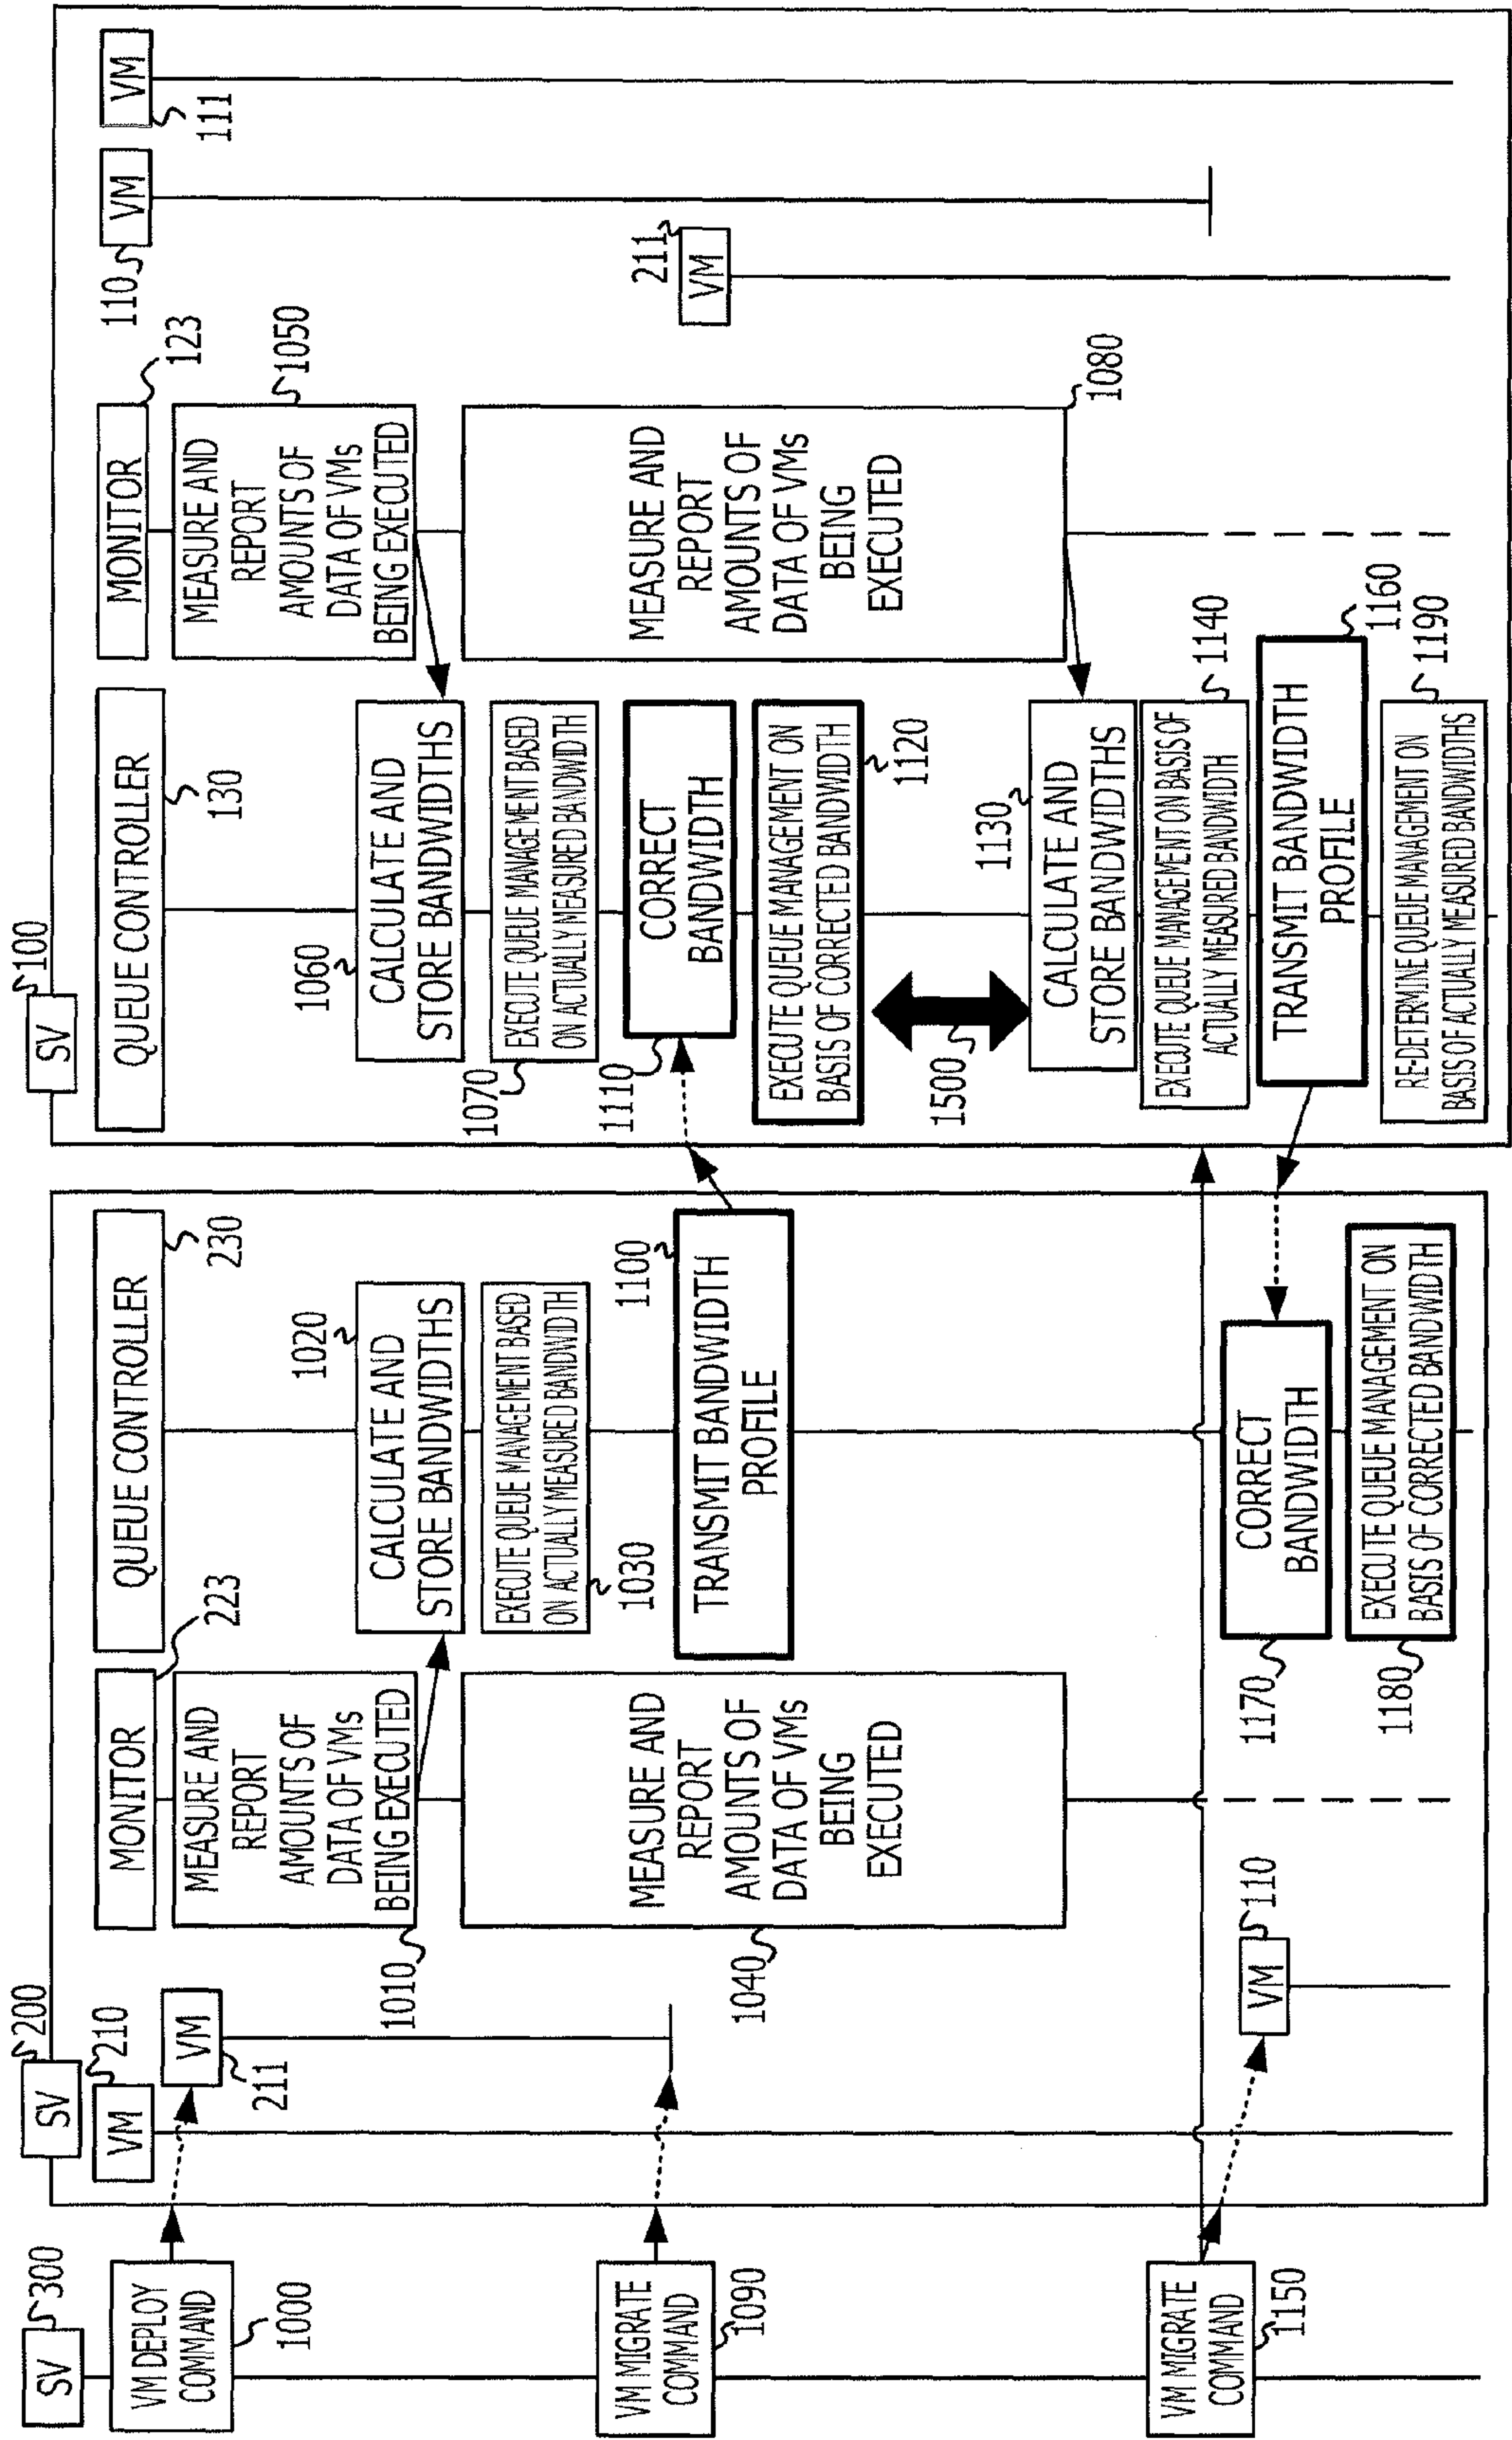 SV
300
VM DEPLOY
COMMAND
1000
VM MIGRATE
COMMAND
1090
VM MIGRATE
COMMAND
1150
SV
200
VM
210
VM
211
VM
110
MONITOR
223
MEASURE AND
REPORT
AMOUNTS OF
DATA OF VMs
BEING EXECUTED
1010
MEASURE AND
REPORT
AMOUNTS OF
DATA OF VMs
BEING
EXECUTED
1040
QUEUE CONTROLLER
230
CALCULATE AND
STORE BANDWIDTHS
1020
EXECUTE QUEUE MANAGEMENT BASED
ON ACTUALLY MEASURED BANDWIDTH
1030
TRANSMIT BANDWIDTH
PROFILE
1100
CORRECT
BANDWIDTH
1170
EXECUTE QUEUE MANAGEMENT ON
BASIS OF CORRECTED BANDWIDTH
1180
SV
100
QUEUE CONTROLLER
130
CALCULATE AND
STORE BANDWIDTHS
1060
EXECUTE QUEUE MANAGEMENT BASED
ON ACTUALLY MEASURED BANDWIDTH
1070
CORRECT
BANDWIDTH
1110
EXECUTE QUEUE MANAGEMENT ON
BASIS OF CORRECTED BANDWIDTH
1120
1500
CALCULATE AND
STORE BANDWIDTHS
1130
EXECUTE QUEUE MANAGEMENT ON BASIS OF
ACTUALLY MEASURED BANDWIDTH
1140
TRANSMIT BANDWIDTH
PROFILE
1160
RE-DETERMINE QUEUE MANAGEMENT ON
BASIS OF ACTUALLY MEASURED BANDWIDTHS
1190
MONITOR
123
MEASURE AND
REPORT
AMOUNTS OF
DATA OF VMs
BEING EXECUTED
1050
MEASURE AND
REPORT
AMOUNTS OF
DATA OF VMs
BEING
EXECUTED
1080
VM
211
VM
110
VM
111